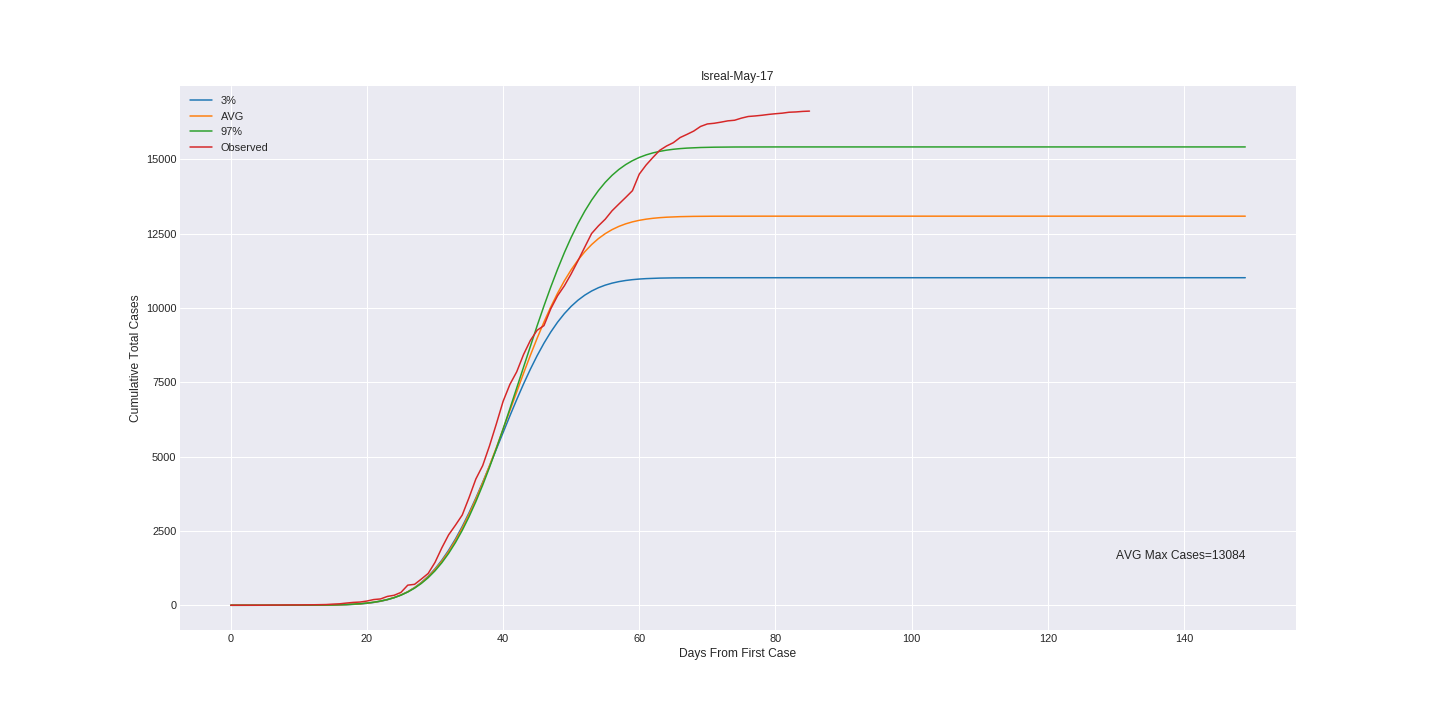 Isreal-May-17
3%
AVG
97%
Observed
15000
12500
10000
7500
5000
2500
0
Cumulative Total Cases
AVG Max Cases=13084
0 20 40 60 80 100 120 140
Days From First Case